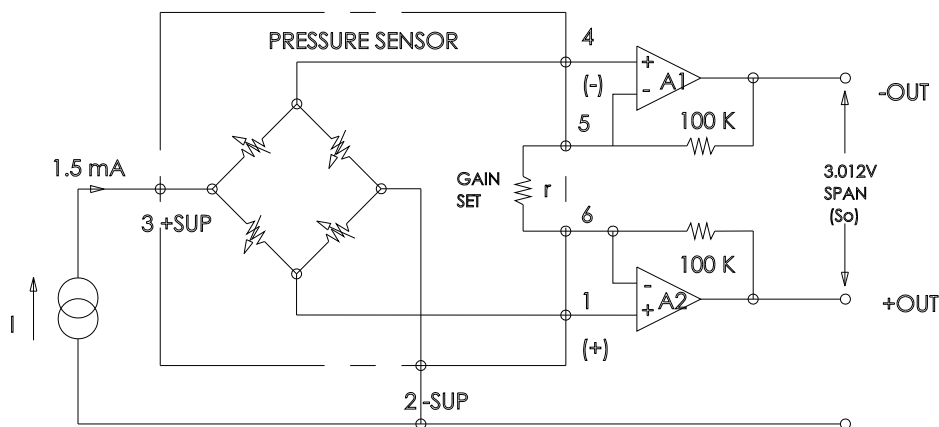 PRESSURE SENSOR
4
+
A1
-
(-)
-OUT
5
100 K
1.5 mA
GAIN
SET
r
3.012V
SPAN
(So)
3 +SUP
6
100 K
-
A2
+
1
+OUT
I
(+)
2 -SUP